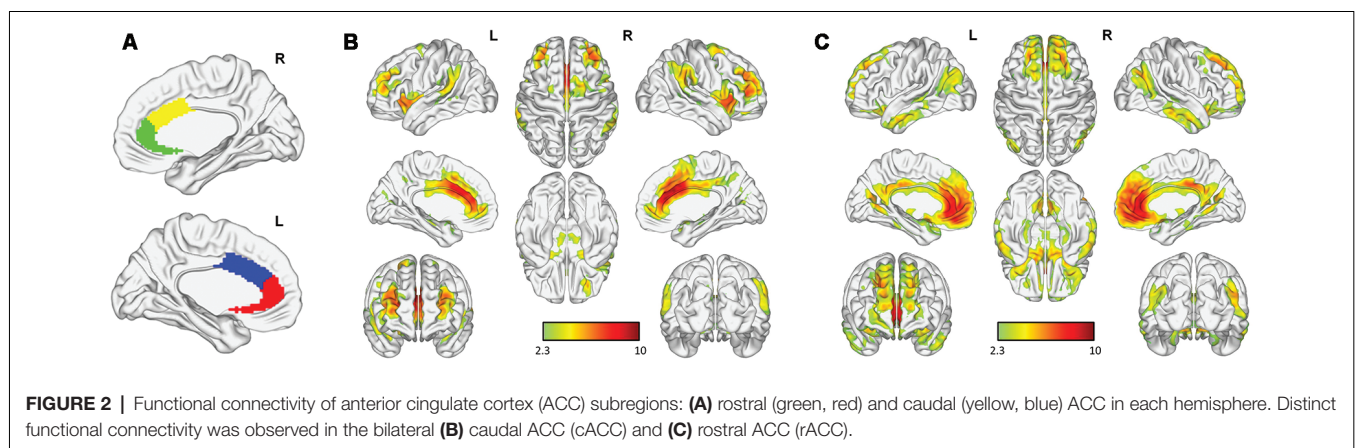 A
R
L
B
L
R
2.3
10
C
L
R
2.3
10
FIGURE 2 | Functional connectivity of anterior cingulate cortex (ACC) subregions: (A) rostral (green, red) and caudal (yellow, blue) ACC in each hemisphere. Distinct
functional connectivity was observed in the bilateral (B) caudal ACC (cACC) and (C) rostral ACC (rACC).